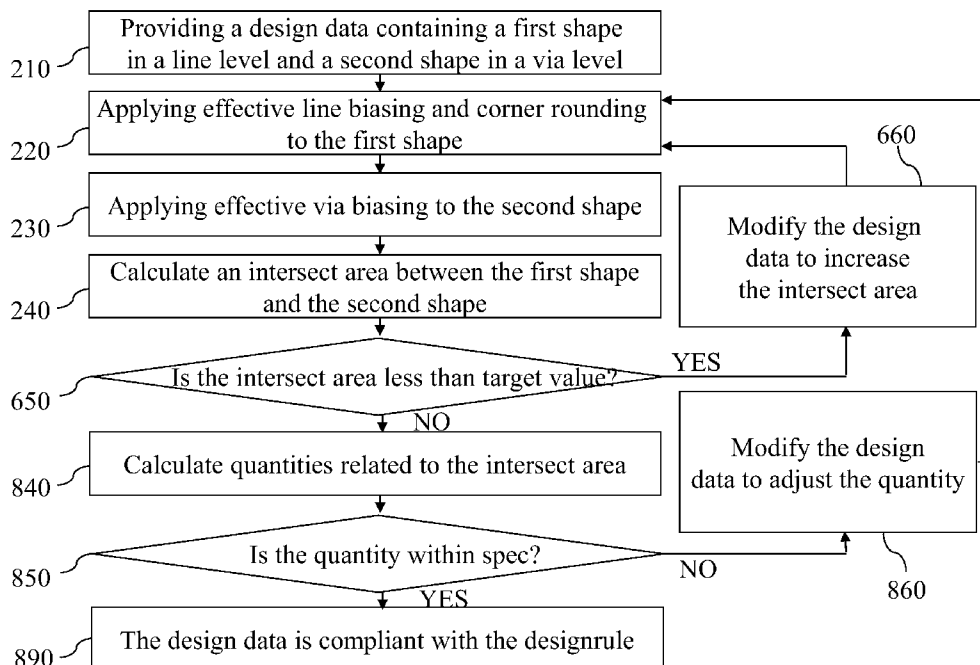 Providing a design data containing a first shape
in a line level and a second shape in a via level
210
Applying effective line biasing and corner rounding
to the first shape
220
660
Applying effective via biasing to the second shape
230
Modify the design
data to increase
the intersect area
Calculate an intersect area between the first shape
and the second shape
240
Is the intersect area less than target value?
YES
650
NO
Calculate quantities related to the intersect area
840
Modify the design
data to adjust the quantity
Is the quantity within spec?
850
NO
860
YES
The design data is compliant with the designrule
890